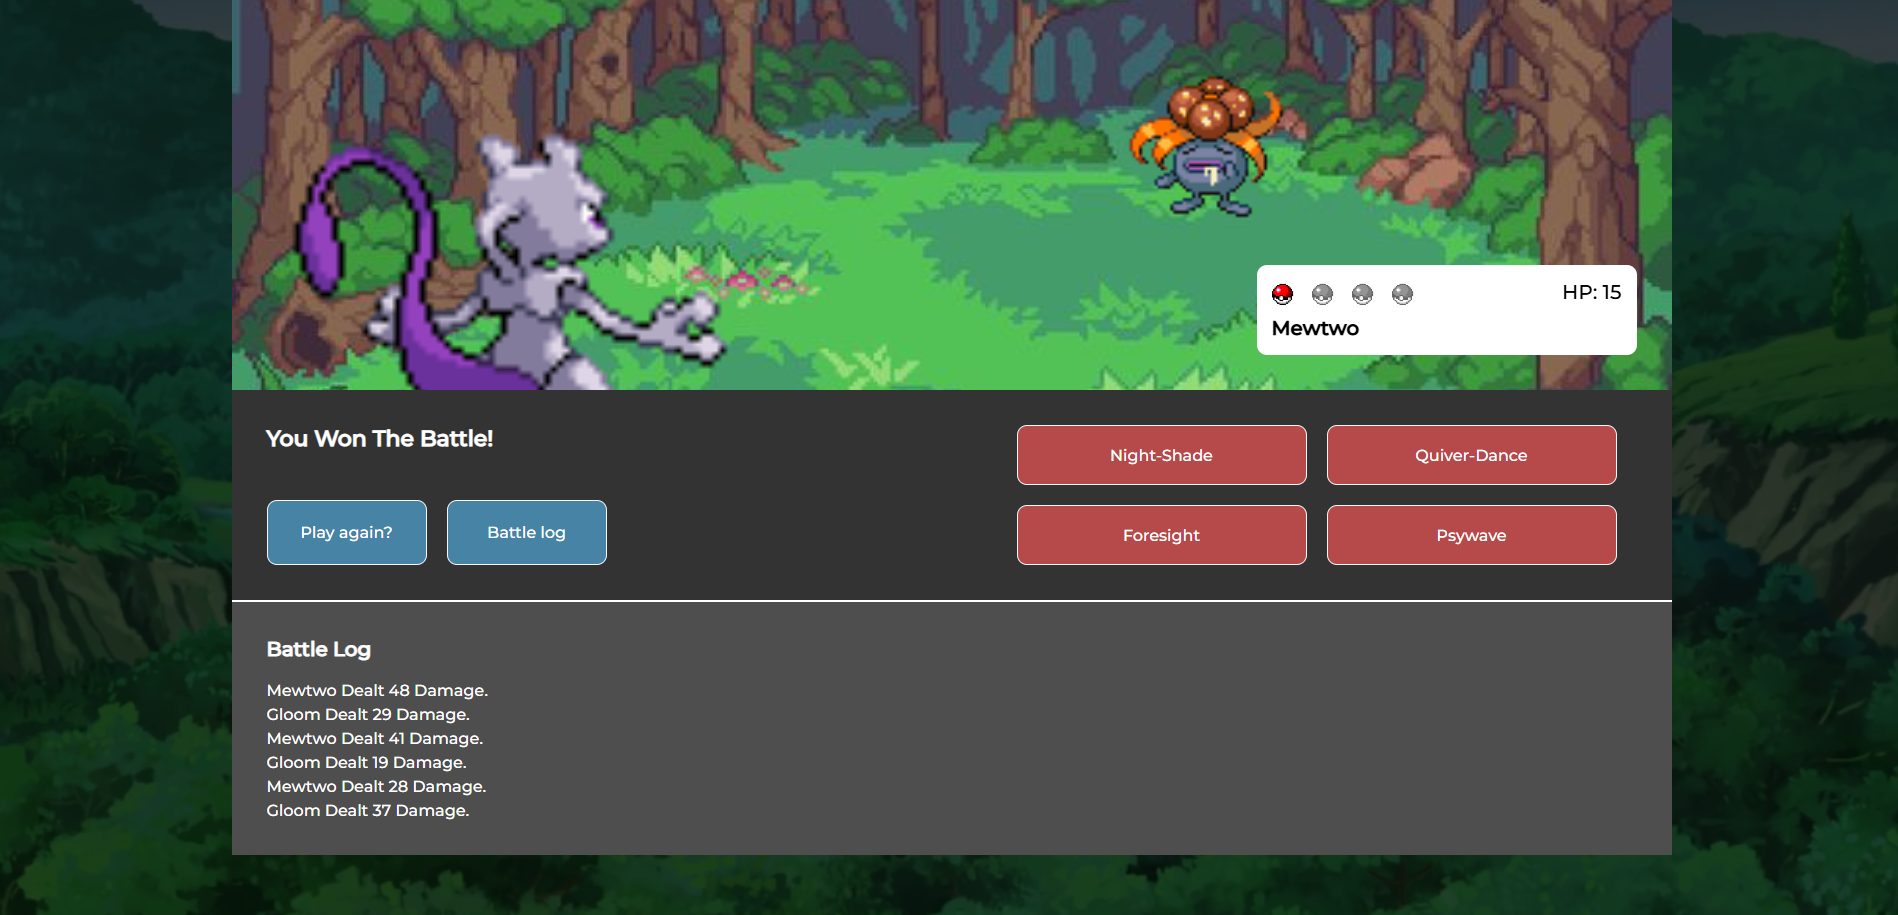 HP: 15
Mewtwo
You Won The Battle!
Play again?
Battle log
Night-Shade
Quiver-Dance
Foresight
Psywave
Battle Log
Mewtwo Dealt 48 Damage.
Gloom Dealt 29 Damage.
Mewtwo Dealt 41 Damage.
Gloom Dealt 19 Damage.
Mewtwo Dealt 28 Damage.
Gloom Dealt 37 Damage.